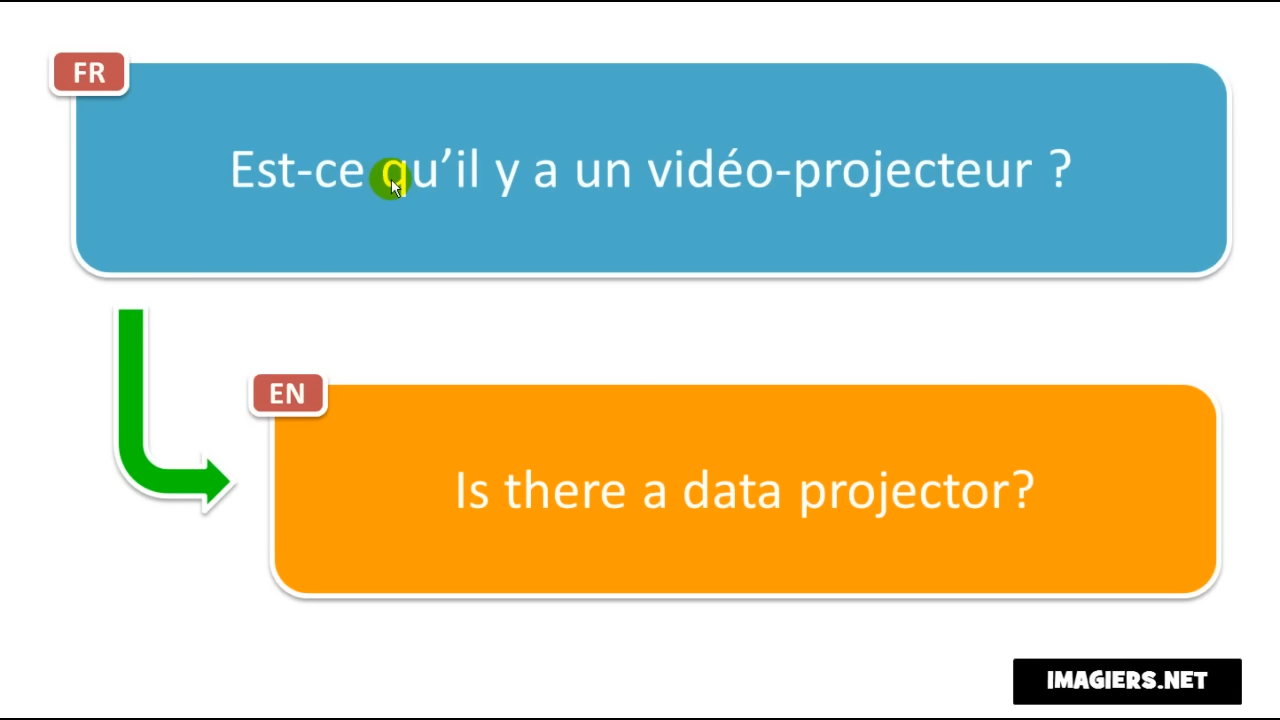 FR
Est-ce qu’il y a un vidéo-projecteur ?
EN
Is there a data projector?
IMAGIERS.NET